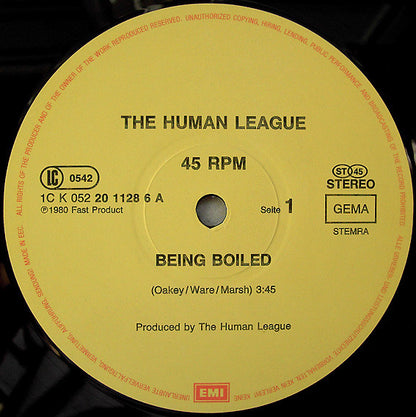 ALL RIGHTS OF THE PRODUCER AND OF THE OWNER OF THE WORK REPRODUCED RESERVED. UNAUTHORIZED COPYING, HIRING, LENDING, PUBLIC PERFORMANCE AND BROADCASTING OF THE RECORD PROHIBITED.
THE HUMAN LEAGUE
45 RPM
LC 0542
ST 45
STEREO
1C K 052 20 1128 6 A
Ⓟ1980 Fast Product
Seite 1
GEMA
STEMRA
BEING BOILED
(Oakey/Ware/Marsh) 3:45
Produced by The Human League
EMI
MADE IN EEC.